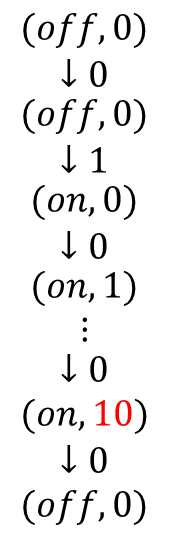 (off, 0)
↓ 0
(off, 0)
↓ 1
(on, 0)
↓ 0
(on, 1)
⋮
↓ 0
(on, 10)
↓ 0
(off, 0)